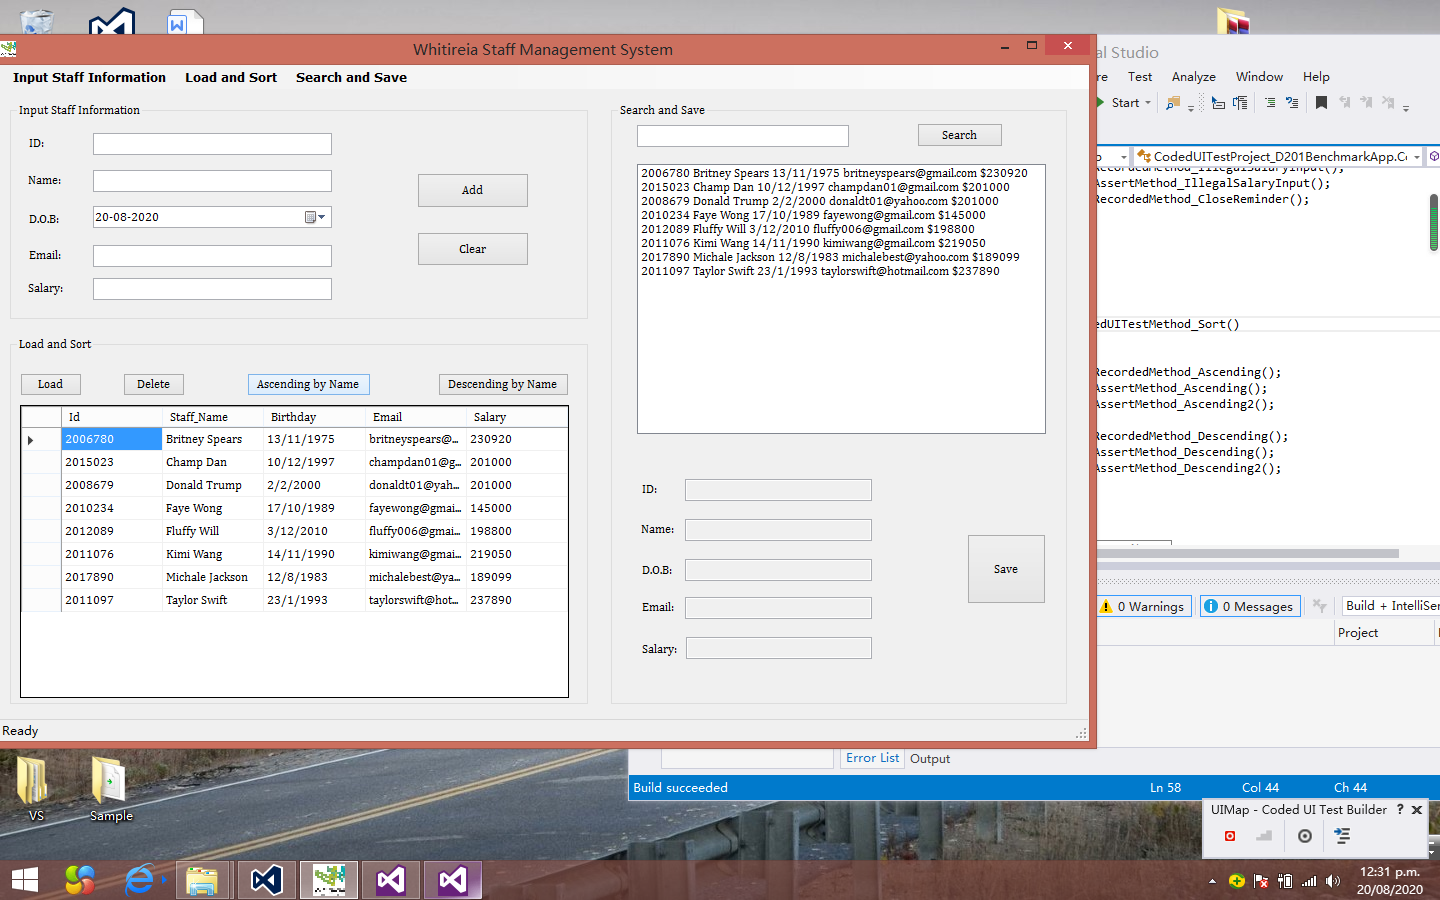 Whitireia Staff Management System
Input Staff Information Load and Sort Search and Save
Input Staff Information
ID:
Name:
D.O.B: 20-08-2020
Email:
Salary:
Add
Clear
Load and Sort
Load Delete Ascending by Name Descending by Name
Id Staff_Name Birthday Email Salary
2006780 Britney Spears 13/11/1975 britneyspears@... 230920
2015023 Champ Dan 10/12/1997 champdan01@g... 201000
2008679 Donald Trump 2/2/2000 donaldt01@yah... 201000
2010234 Faye Wong 17/10/1989 fayewong@gmai... 145000
2012089 Fluffy Will 3/12/2010 fluffy006@gmai... 198800
2011076 Kimi Wang 14/11/1990 kimiwang@gmai... 219050
2017890 Michale Jackson 12/8/1983 michalebest@ya... 189099
2011097 Taylor Swift 23/1/1993 taylorswift@hot... 237890
Search and Save
Search
2006780 Britney Spears 13/11/1975 britneyspears@gmail.com $230920
2015023 Champ Dan 10/12/1997 champdan01@gmail.com $201000
2008679 Donald Trump 2/2/2000 donaldt01@yahoo.com $201000
2010234 Faye Wong 17/10/1989 fayewong@gmail.com $145000
2012089 Fluffy Will 3/12/2010 fluffy006@gmail.com $198800
2011076 Kimi Wang 14/11/1990 kimiwang@gmail.com $219050
2017890 Michale Jackson 12/8/1983 michalebest@yahoo.com $189099
2011097 Taylor Swift 23/1/1993 taylorswift@hotmail.com $237890
ID:
Name:
D.O.B:
Email:
Salary:
Save
Ready
al Studio
re Test Analyze Window Help
Start
CodedUITestProject_D201BenchmarkApp.Co
RecordedMethod_IllegalSalaryInput();
AssertMethod_IllegalSalaryInput();
RecordedMethod_CloseReminder();
edUITestMethod_Sort()
RecordedMethod_Ascending();
AssertMethod_Ascending();
AssertMethod_Ascending2();
RecordedMethod_Descending();
AssertMethod_Descending();
AssertMethod_Descending2();
0 Warnings 0 Messages Build + IntelliSen
Project
Error List Output
Build succeeded Ln 58 Col 44 Ch 44
UIMap - Coded UI Test Builder ?
VS
Sample
12:31 p.m.
20/08/2020